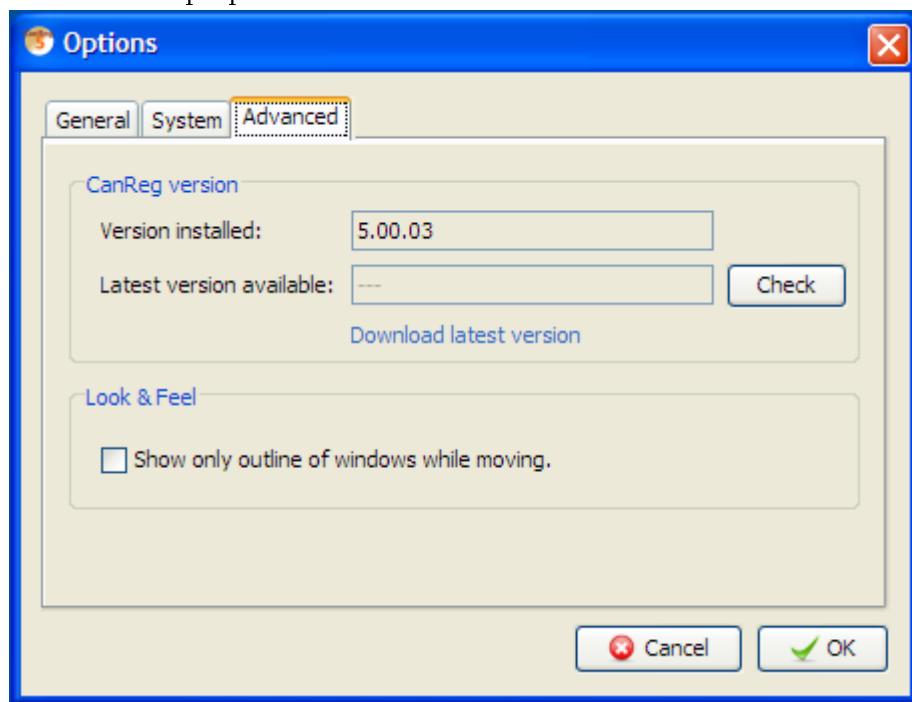 Options
General System Advanced
CanReg version
Version installed: 5.00.03
Latest version available: --- Check
Download latest version
Look & Feel
Show only outline of windows while moving.
Cancel OK